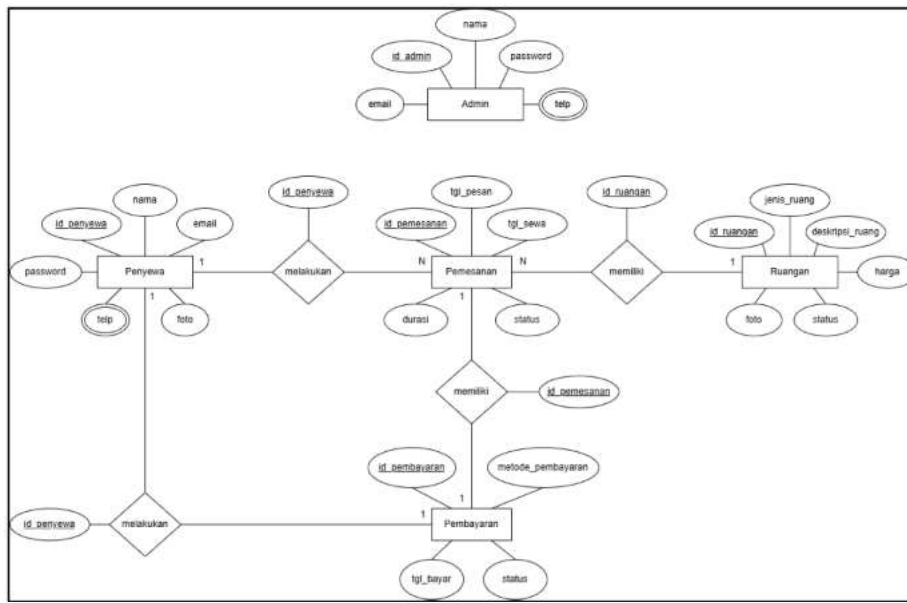 nama
id_admin
password
email
Admin
telp
id_penyewa
tgl_pesan
id_ruangan
jenis_ruang
nama
id_penyewa
email
id_pemesanan
tgl_sewa
id_ruangan
deskripsi_ruang
password
Penyewa
1
melakukan
N
Pemesanan
N
memiliki
1
Ruangan
harga
1
1
telp
foto
durasi
status
foto
status
memiliki
id_pemesanan
id_pembayaran
metode_pembayaran
1
id_penyewa
melakukan
1
Pembayaran
tgl_bayar
status